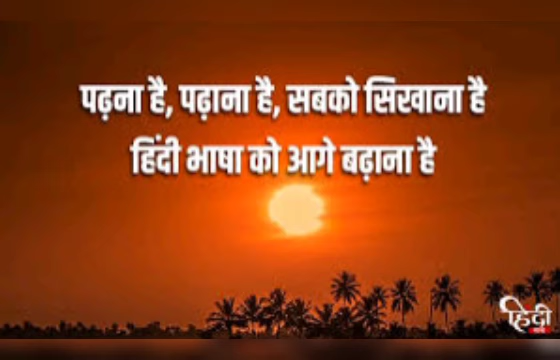 पढ़ना है, पढ़ाना है, सबको सिखाना है
हिंदी भाषा को आगे बढ़ाना है
हिंदी